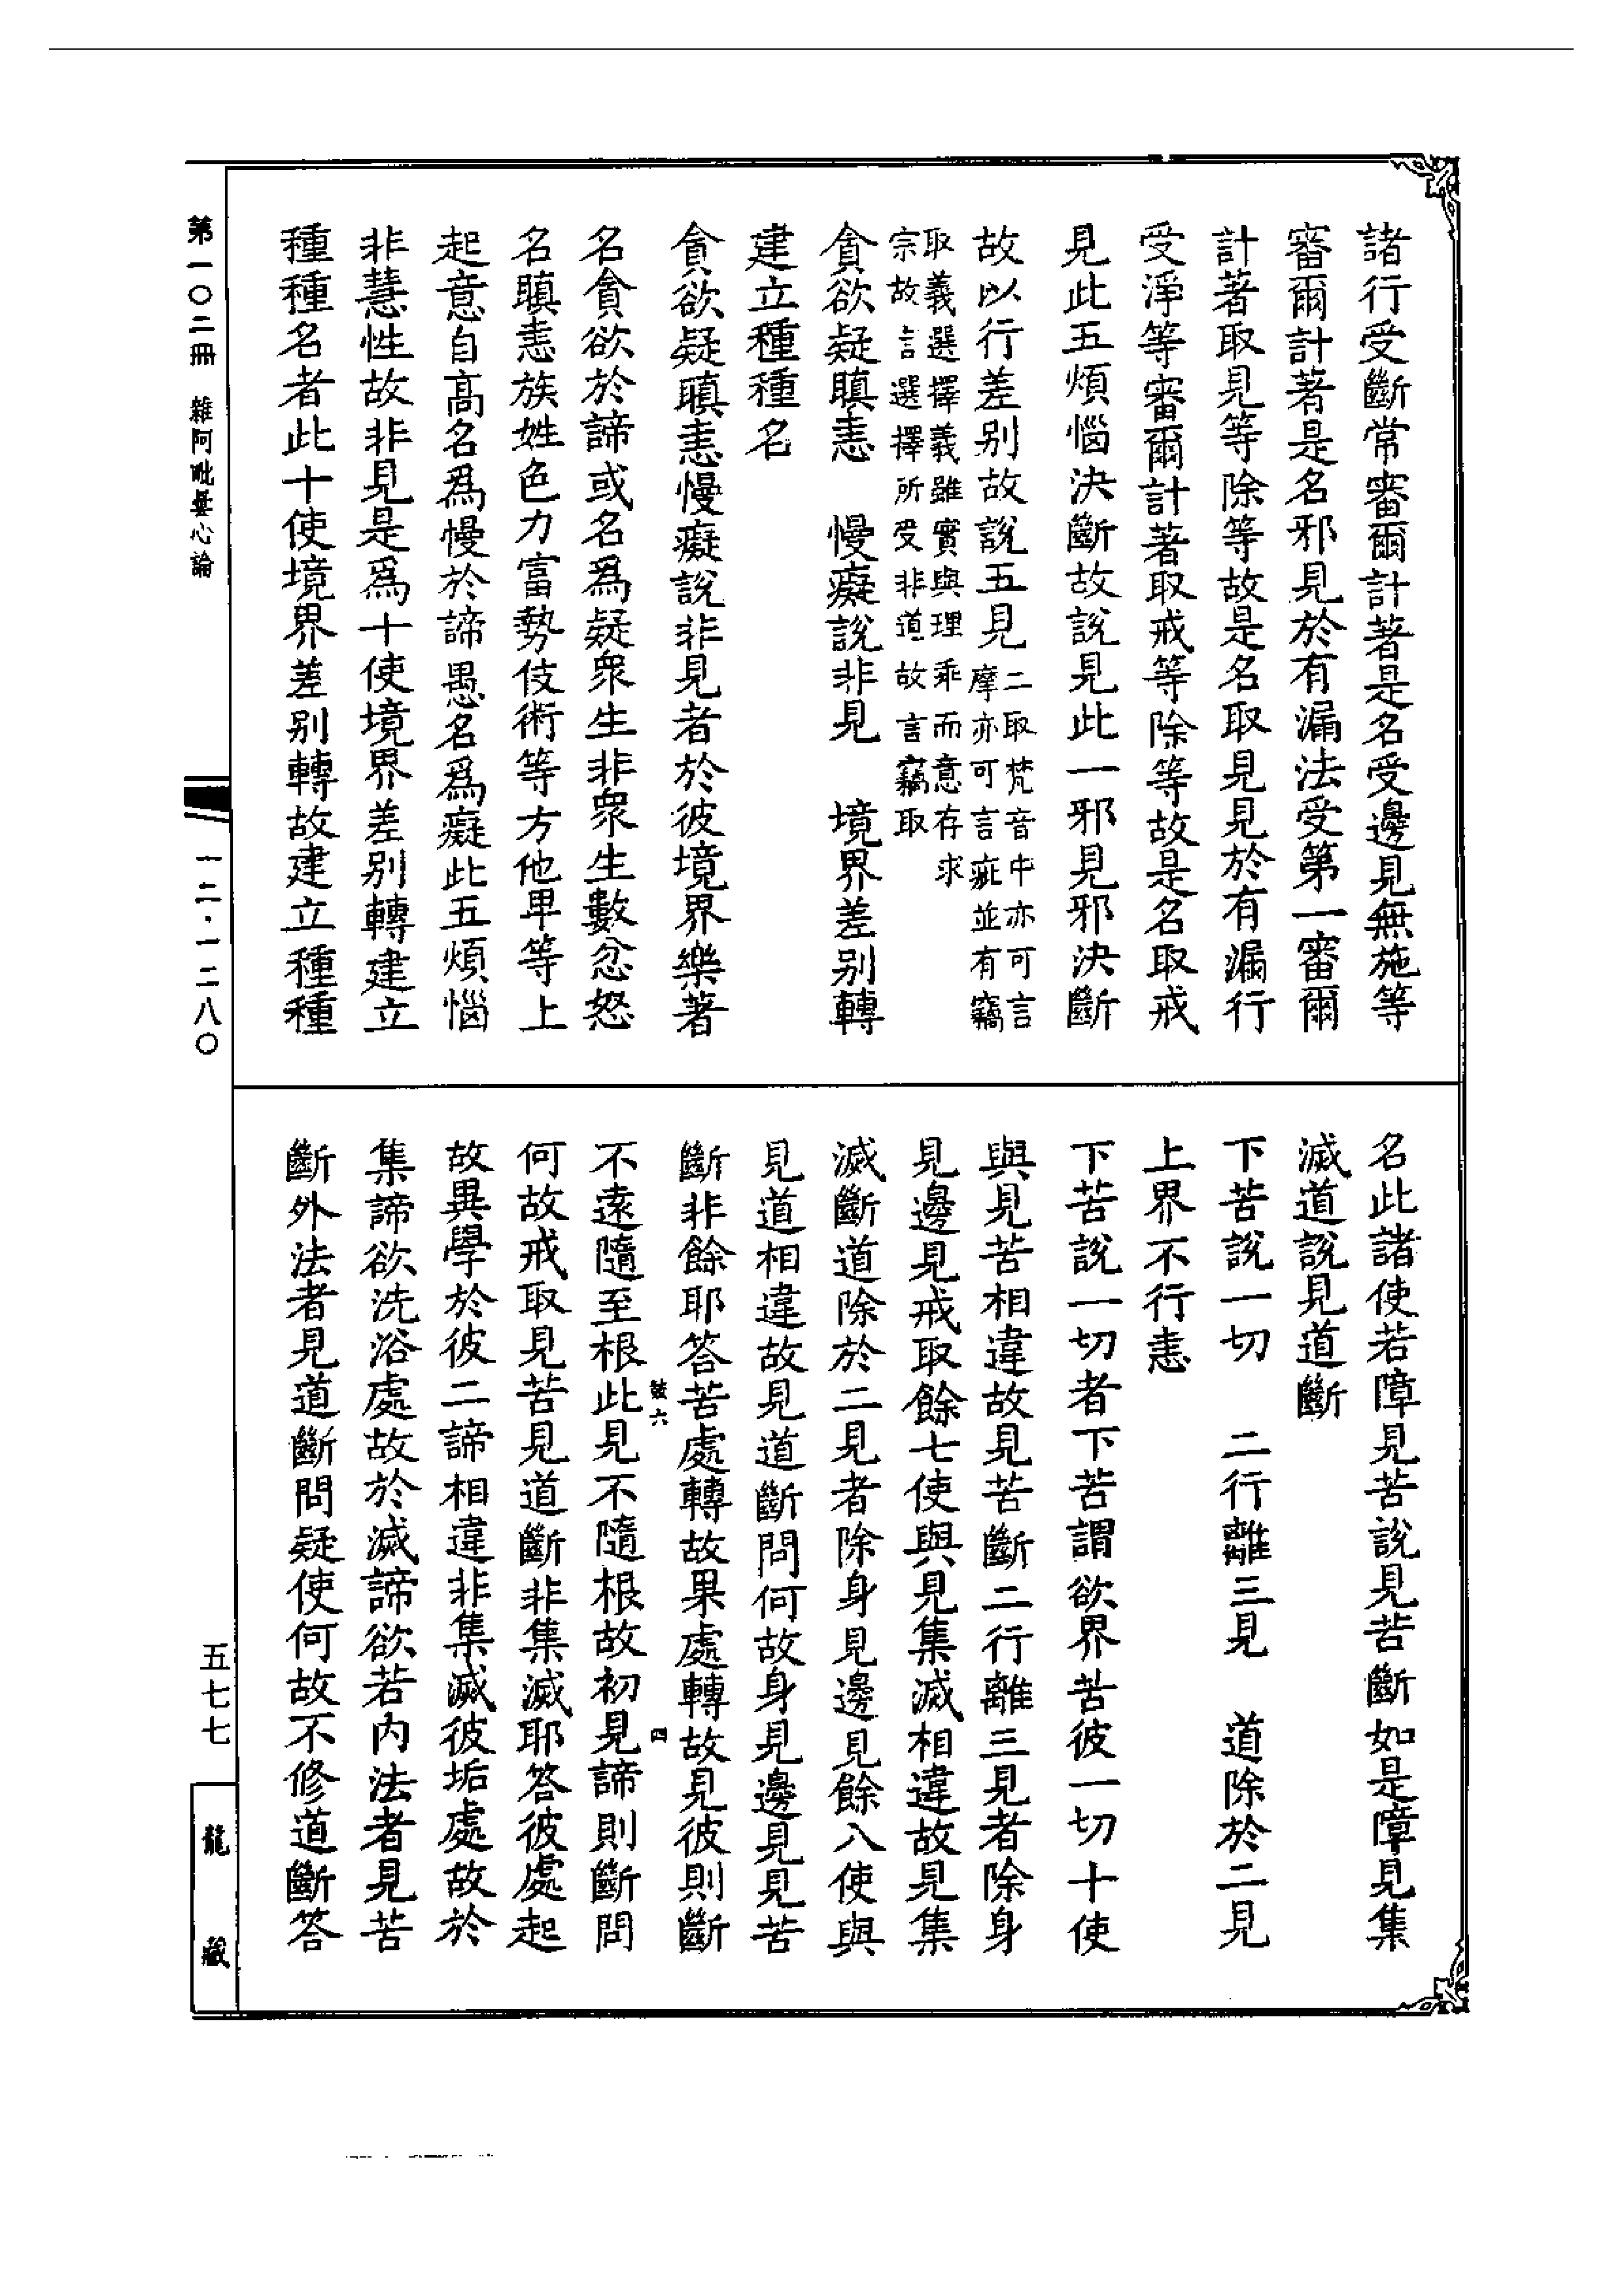 諸行受斷常審爾計著是名受邊見無施等
審爾計著是名邪見於有漏法受第一審爾
計著取見等除等故是名取見見於有漏行
受淨等審爾計著取戒等除等故是名取戒
見此五煩惱決斷故說見此一邪見邪決斷
故以行差别故說五見二取梵音中亦可言
摩亦可言疵並有竊
取義選擇義雖實與理乖而意存求
宗故言選擇所受非道故言竊取
貪欲疑瞋恚　慢癡說非見　境界差别轉
建立種種名
貪欲疑瞋恚慢癡說非見者於彼境界樂著
名貪欲於諦或名爲疑衆生非衆生數忿怒
名瞋恚族姓色力富勢伎術等方他卑等上
起意自高名爲慢於諦愚名爲癡此五煩惱
非慧性故非見是爲十使境界差别轉建立
種種名者此十使境界差别轉故建立種種
名此諸使若障見苦說見苦斷如是障見集
滅道說見道斷
下苦說一切　二行離三見　道除於二見
上界不行恚
下苦說一切者下苦謂欲界苦彼一切十使
與見苦相違故見苦斷二行離三見者除身
見邊見戒取餘七使與見集滅相違故見集
滅斷道除於二見者除身見邊見餘八使與
見道相違故見道斷問何故身見邊見見苦
斷非餘耶答苦處轉故果處轉故見彼則斷
不遠隨至根此見不隨根故初見諦則斷問
何故戒取見苦見道斷非集滅耶答彼處起
故異學於彼二諦相違非集滅彼垢處故於
集諦欲洗浴處故於滅諦欲若内法者見苦
斷外法者見道斷問疑使何故不修道斷答
六
四
第一〇二冊　雜阿毗曇心論
一二·一二八〇
五七七
龍藏